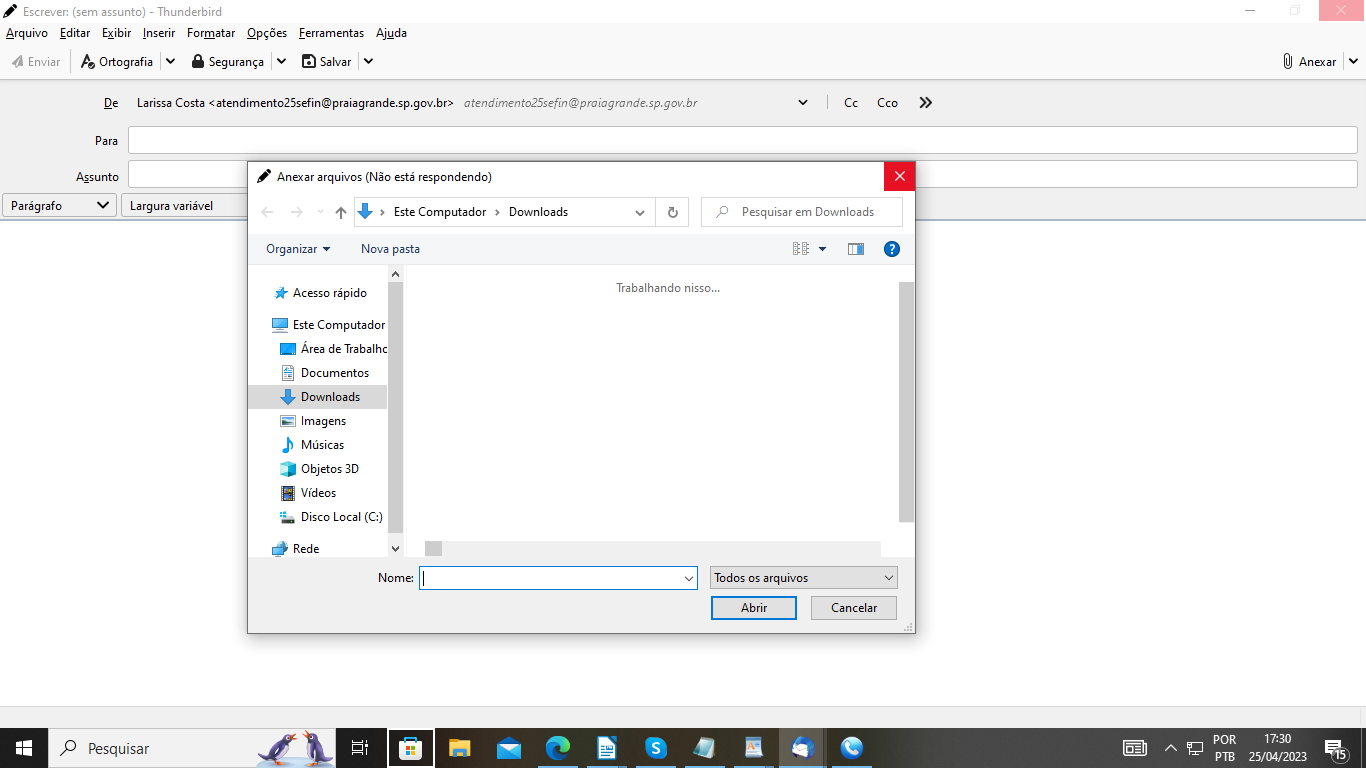 Escrever: (sem assunto) - Thunderbird
Arquivo Editar Exibir Inserir Formatar Opções Ferramentas Ajuda
Enviar Ortografia Segurança Salvar Anexar
De Larissa Costa <atendimento25sefin@praiagrande.sp.gov.br> atendimento25sefin@praiagrande.sp.gov.br Cc Cco
Para
Assunto
Parágrafo Largura variável
Anexar arquivos (Não está respondendo)
Este Computador Downloads Pesquisar em Downloads
Organizar Nova pasta
Trabalhando nisso...
Acesso rápido
Este Computador
Área de Trabalho
Documentos
Downloads
Imagens
Músicas
Objetos 3D
Vídeos
Disco Local (C:)
Rede
Nome: Todos os arquivos
Abrir Cancelar
Pesquisar
POR
PTB
17:30
25/04/2023
15